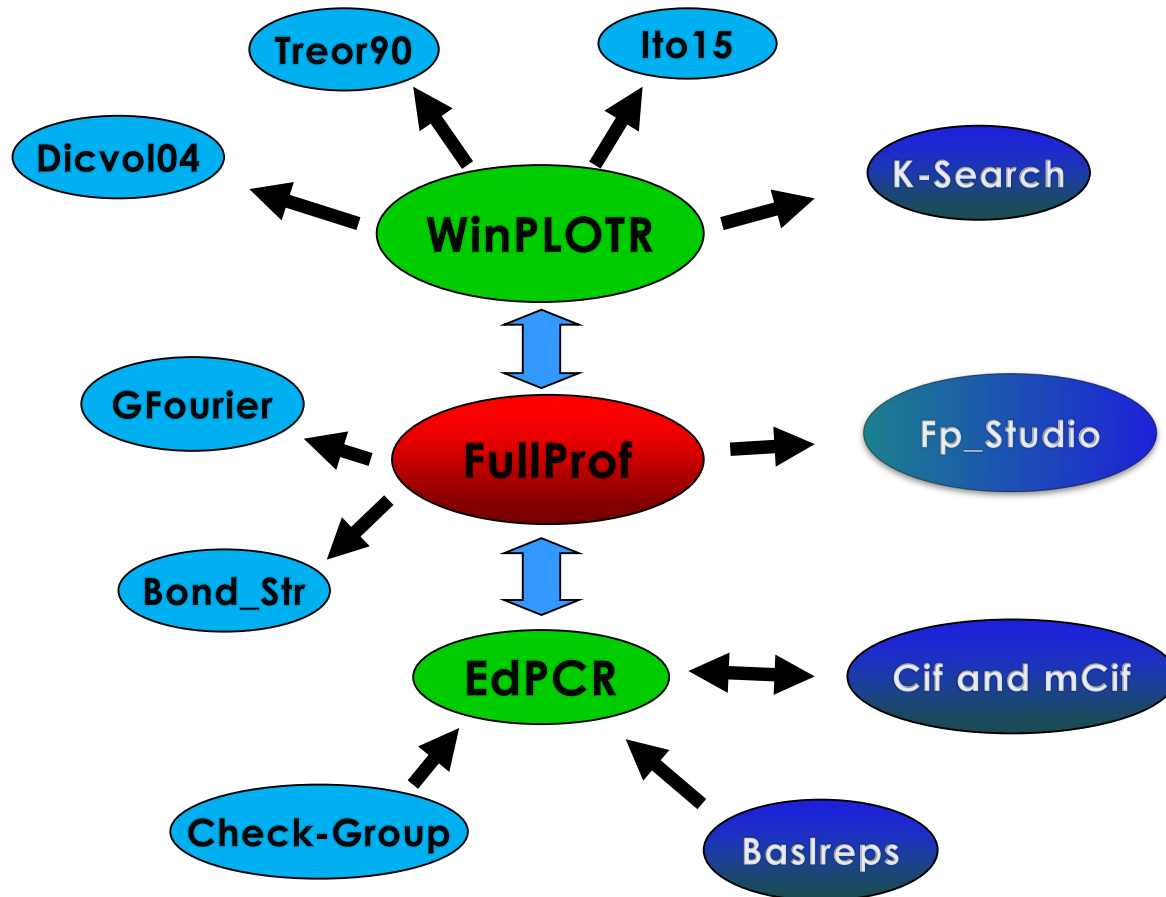 Treor90
Ito15
Dicvol04
K-Search
WinPLOTR
GFourier
Fp_Studio
FullProf
Bond_Str
EdPCR
Cif and mCif
Check-Group
BasIreps